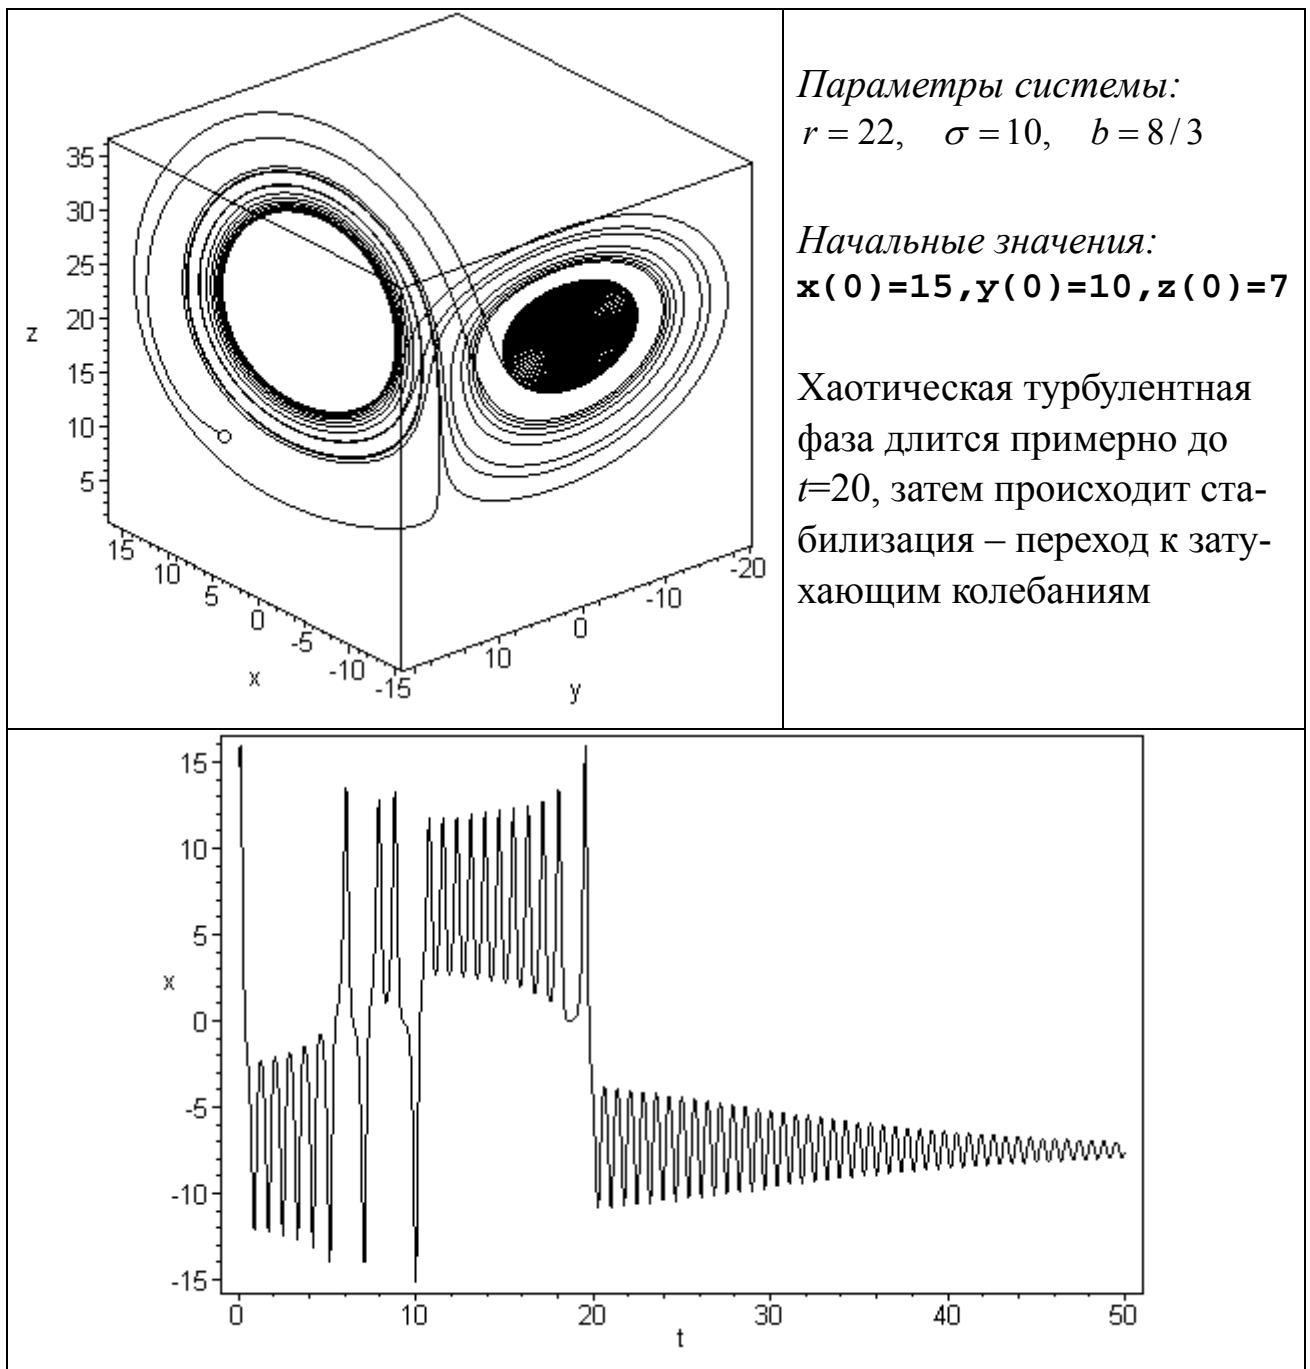 35
30
25
20
15
10
5
z
15
10
5
0
-5
-10
-15
x
10
0
-10
-20
y
Параметры системы:
r = 22, σ = 10, b = 8/3
Начальные значения:
x(0)=15,y(0)=10,z(0)=7
Хаотическая турбулентная
фаза длится примерно до
t=20, затем происходит ста-
билизация – переход к зату-
хающим колебаниям
15
10
5
0
-5
-10
-15
x
0 10 20 30 40 50
t